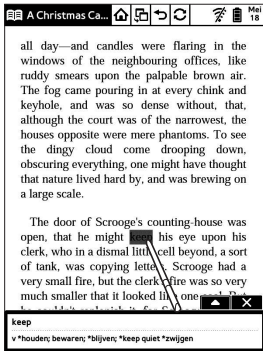 A Christmas Ca...
Mei
18
all day—and candles were flaring in the
windows of the neighbouring offices, like
ruddy smears upon the palpable brown air.
The fog came pouring in at every chink and
keyhole, and was so dense without, that,
although the court was of the narrowest, the
houses opposite were mere phantoms. To see
the dingy cloud come drooping down,
obscuring everything, one might have thought
that nature lived hard by, and was brewing on
a large scale.
The door of Scrooge's counting-house was
open, that he might keep his eye upon his
clerk, who in a dismal little cell beyond, a sort
of tank, was copying letters. Scrooge had a
very small fire, but the clerk's fire was so very
much smaller that it looked like one
keep
v *houden; bewaren; *blijven; *keep quiet *zwijgen